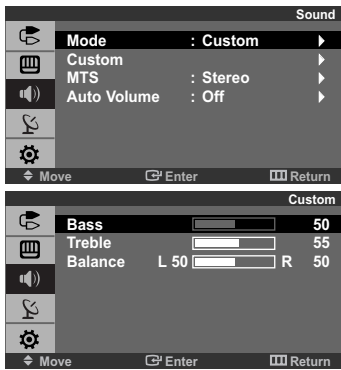 Sound
Mode : Custom
Custom
MTS : Stereo
Auto Volume : Off
Move Enter Return
Custom
Bass 50
Treble 55
Balance L 50 R 50
Move Enter Return